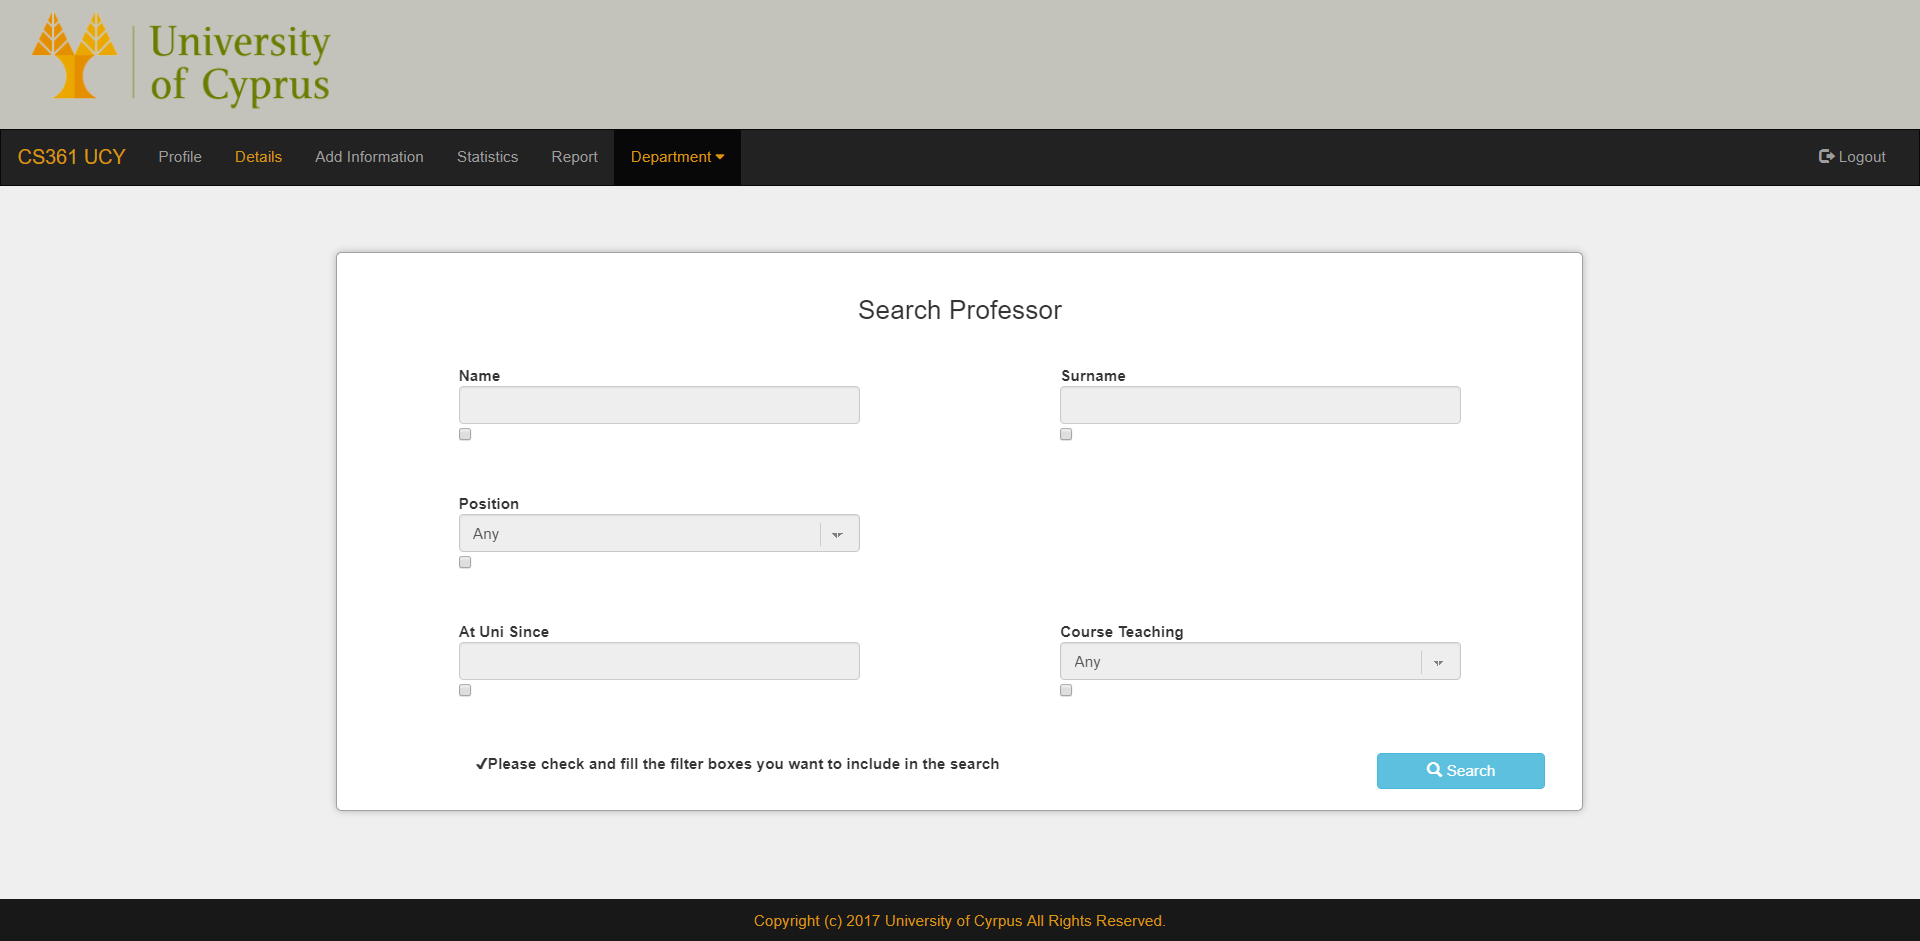 University
of Cyprus
CS361 UCY Profile Details Add Information Statistics Report Department Logout
Search Professor
Name Surname
Position
Any
At Uni Since Course Teaching
Any
✔Please check and fill the filter boxes you want to include in the search
Search
Copyright (c) 2017 University of Cyrpus All Rights Reserved.